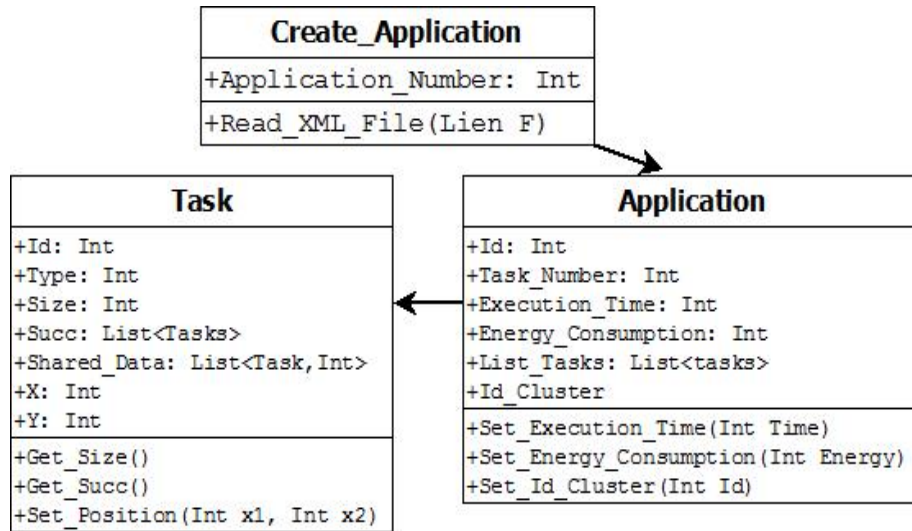 Create_Application
+Application_Number: Int
+Read_XML_File(Lien F)
Task
+Id: Int
+Type: Int
+Size: Int
+Succ: List<Tasks>
+Shared_Data: List<Task,Int>
+X: Int
+Y: Int
+Get_Size()
+Get_Succ()
+Set_Position(Int x1, Int x2)
Application
+Id: Int
+Task_Number: Int
+Execution_Time: Int
+Energy_Consumption: Int
+List_Tasks: List<tasks>
+Id_Cluster
+Set_Execution_Time(Int Time)
+Set_Energy_Consumption(Int Energy)
+Set_Id_Cluster(Int Id)